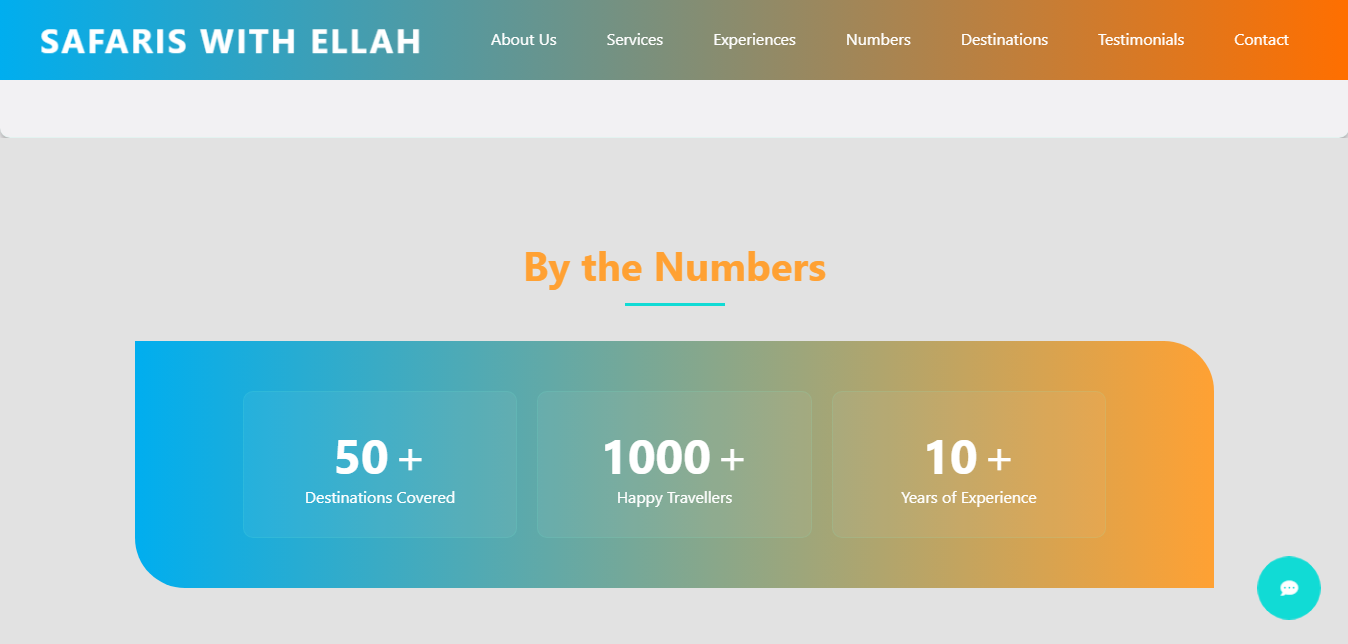 SAFARIS WITH ELLAH
About Us Services Experiences Numbers Destinations Testimonials Contact
By the Numbers
50 + 1000 + 10 +
Destinations Covered Happy Travellers Years of Experience